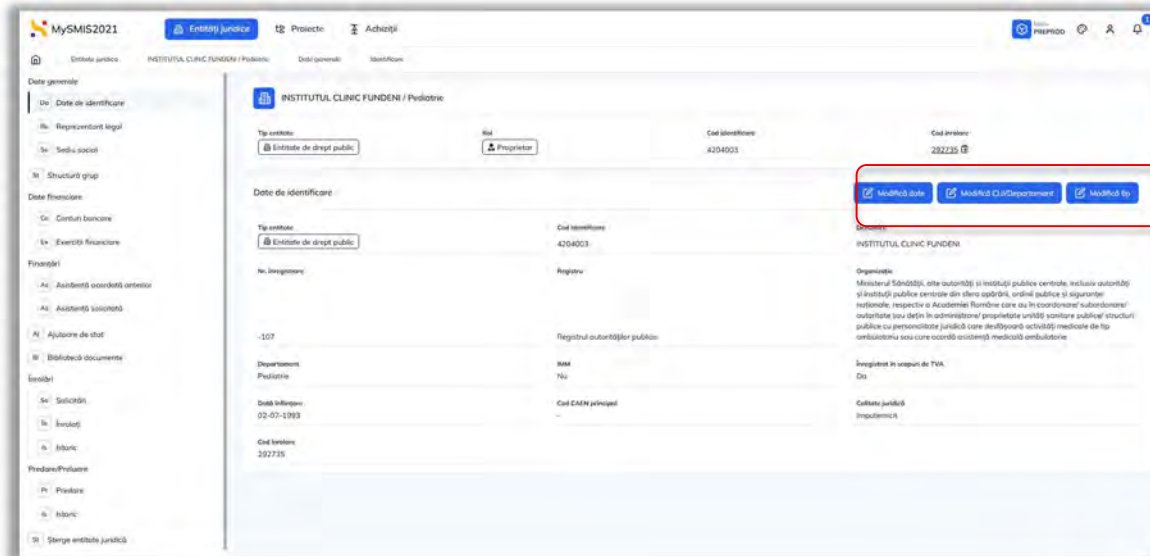 MySMIS2021
Entități juridice
Proiecte
Achiziții
PREPROD
1
Entitate juridica
INSTITUTUL CLINIC FUNDENI / Pediatrie
Date generale
Identificare
Date generale
Da Date de identificare
Re Reprezentant legal
Se Sediu social
St Structură grup
Date financiare
Co Conturi bancare
Ex Exerciții financiare
Finanțări
As Asistență acordată anterior
As Asistență solicitată
Aj Ajutoare de stat
Bi Bibliotecă documente
Înrolări
So Solicitări
În Înrolați
Is Istoric
Predare/Preluare
Pr Predare
Is Istoric
St Șterge entitate juridică
INSTITUTUL CLINIC FUNDENI / Pediatrie
Tip entitate
Rol
Cod identificare
Cod înrolare
Entitate de drept public
Proprietar
4204003
292735
Date de identificare
Modifică date
Modifică CUI/Departament
Modifică tip
Tip entitate
Cod identificare
Denumire
Entitate de drept public
4204003
INSTITUTUL CLINIC FUNDENI
Nr. înregistrare
Registru
Organizație
Ministerul Sănătății, alte autorități și instituții publice centrale, inclusiv autorități
și instituții publice centrale din sfera apărării, ordinii publice și siguranței
naționale, respectiv a Academiei Române care au în coordonare/ subordonare/
autoritate sau dețin în administrare/ proprietate unități sanitare publice/ structuri
publice cu personalitate juridică care desfășoară activități medicale de tip
ambulatoriu sau care acordă asistență medicală ambulatorie
-107
Registrul autorităților publice
Departament
IMM
Înregistrat în scopuri de TVA
Pediatrie
Nu
Da
Dată înființare
Cod CAEN principal
Calitate juridică
02-07-1993
-
Împuternicit
Cod înrolare
292735